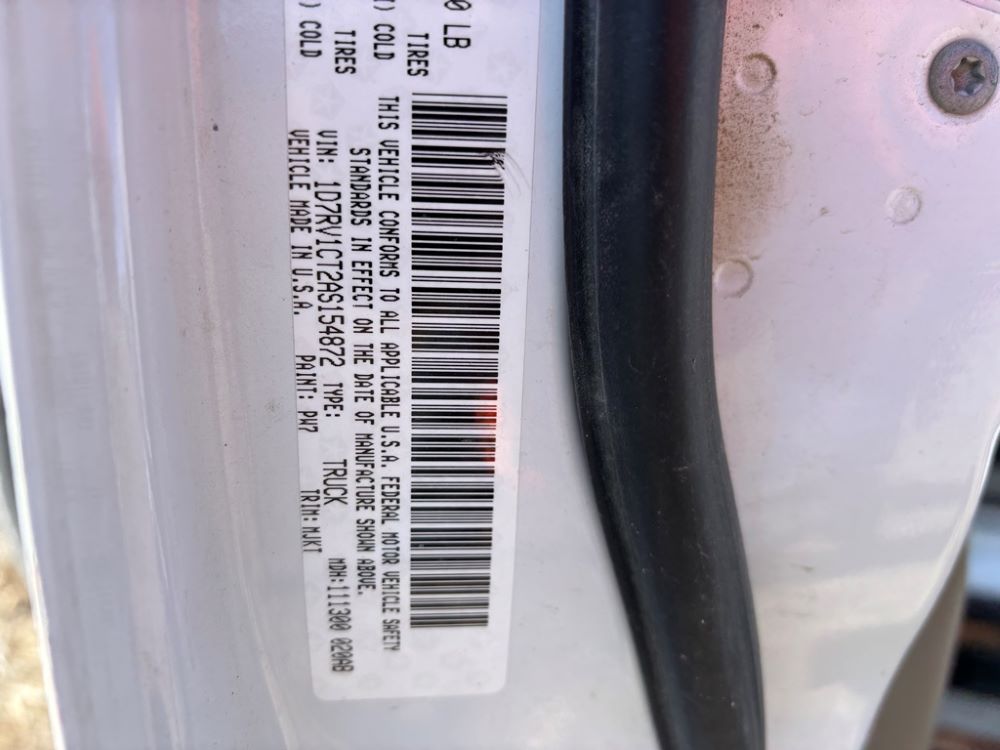 0 LB
TIRES
) COLD
TIRES
) COLD
THIS VEHICLE CONFORMS TO ALL APPLICABLE U.S.A. FEDERAL MOTOR VEHICLE SAFETY
STANDARDS IN EFFECT ON THE DATE OF MANUFACTURE SHOWN ABOVE.
VIN: 1D7RV1CT2AS154872 TYPE: TRUCK MDH:111300 020AB
VEHICLE MADE IN U.S.A. PAINT: PW7 TRIM: MJKT